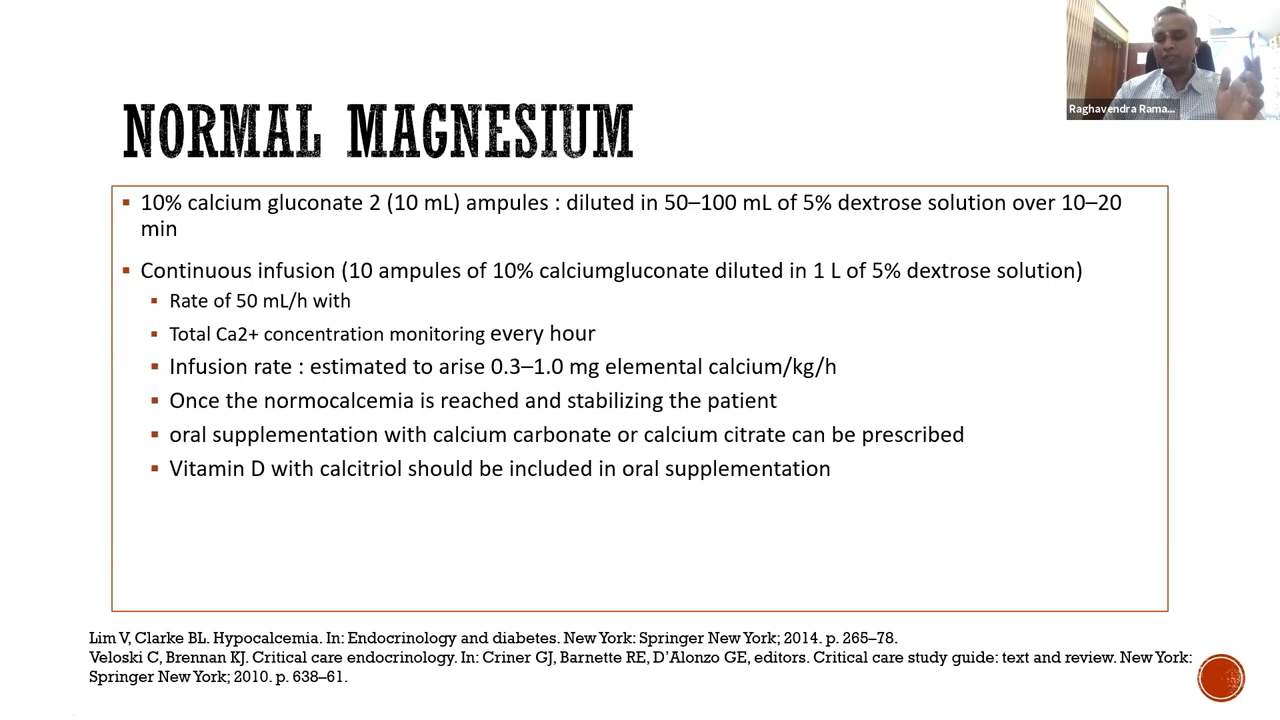 Raghavendra Rama...
NORMAL MAGNESIUM
▪ 10% calcium gluconate 2 (10 mL) ampules : diluted in 50–100 mL of 5% dextrose solution over 10–20
min
▪ Continuous infusion (10 ampules of 10% calciumgluconate diluted in 1 L of 5% dextrose solution)
▪ Rate of 50 mL/h with
▪ Total Ca2+ concentration monitoring every hour
▪ Infusion rate : estimated to arise 0.3–1.0 mg elemental calcium/kg/h
▪ Once the normocalcemia is reached and stabilizing the patient
▪ oral supplementation with calcium carbonate or calcium citrate can be prescribed
▪ Vitamin D with calcitriol should be included in oral supplementation
Lim V, Clarke BL. Hypocalcemia. In: Endocrinology and diabetes. New York: Springer New York; 2014. p. 265–78.
Veloski C, Brennan KJ. Critical care endocrinology. In: Criner GJ, Barnette RE, D’Alonzo GE, editors. Critical care study guide: text and review. New York:
Springer New York; 2010. p. 638–61.